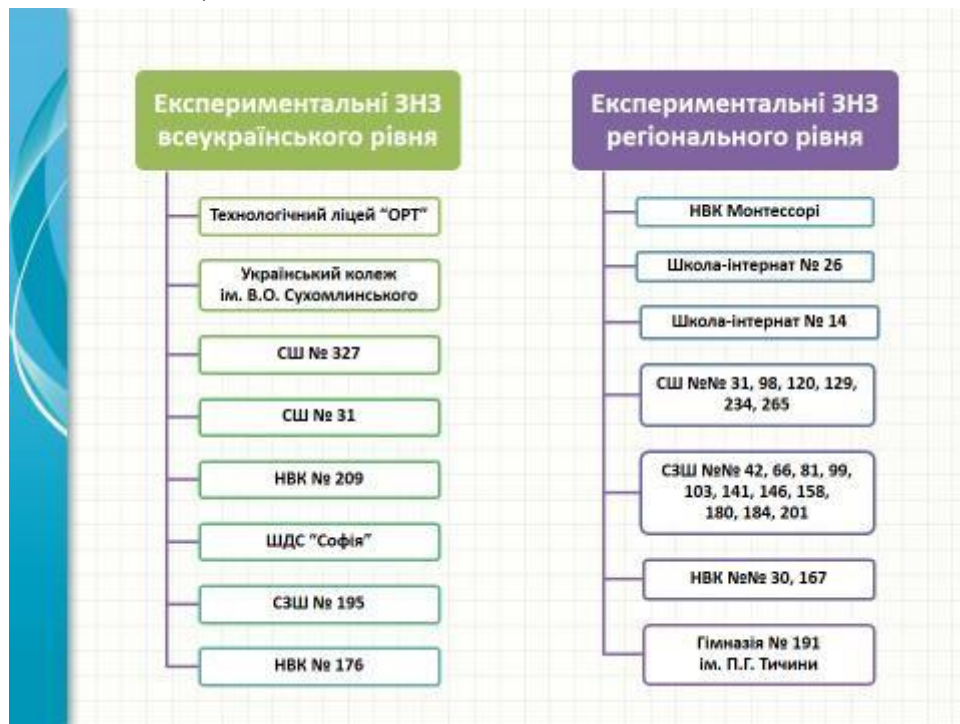 Експериментальні ЗНЗ
всеукраїнського рівня
Технологічний ліцей “ОРТ”
Український колеж
ім. В.О. Сухомлинського
СШ № 327
СШ № 31
НВК № 209
ШДС “Софія”
СЗШ № 195
НВК № 176
Експериментальні ЗНЗ
регіонального рівня
НВК Монтессорі
Школа-інтернат № 26
Школа-інтернат № 14
СШ №№ 31, 98, 120, 129,
234, 265
СЗШ №№ 42, 66, 81, 99,
103, 141, 146, 158,
180, 184, 201
НВК №№ 30, 167
Гімназія № 191
ім. П.Г. Тичини